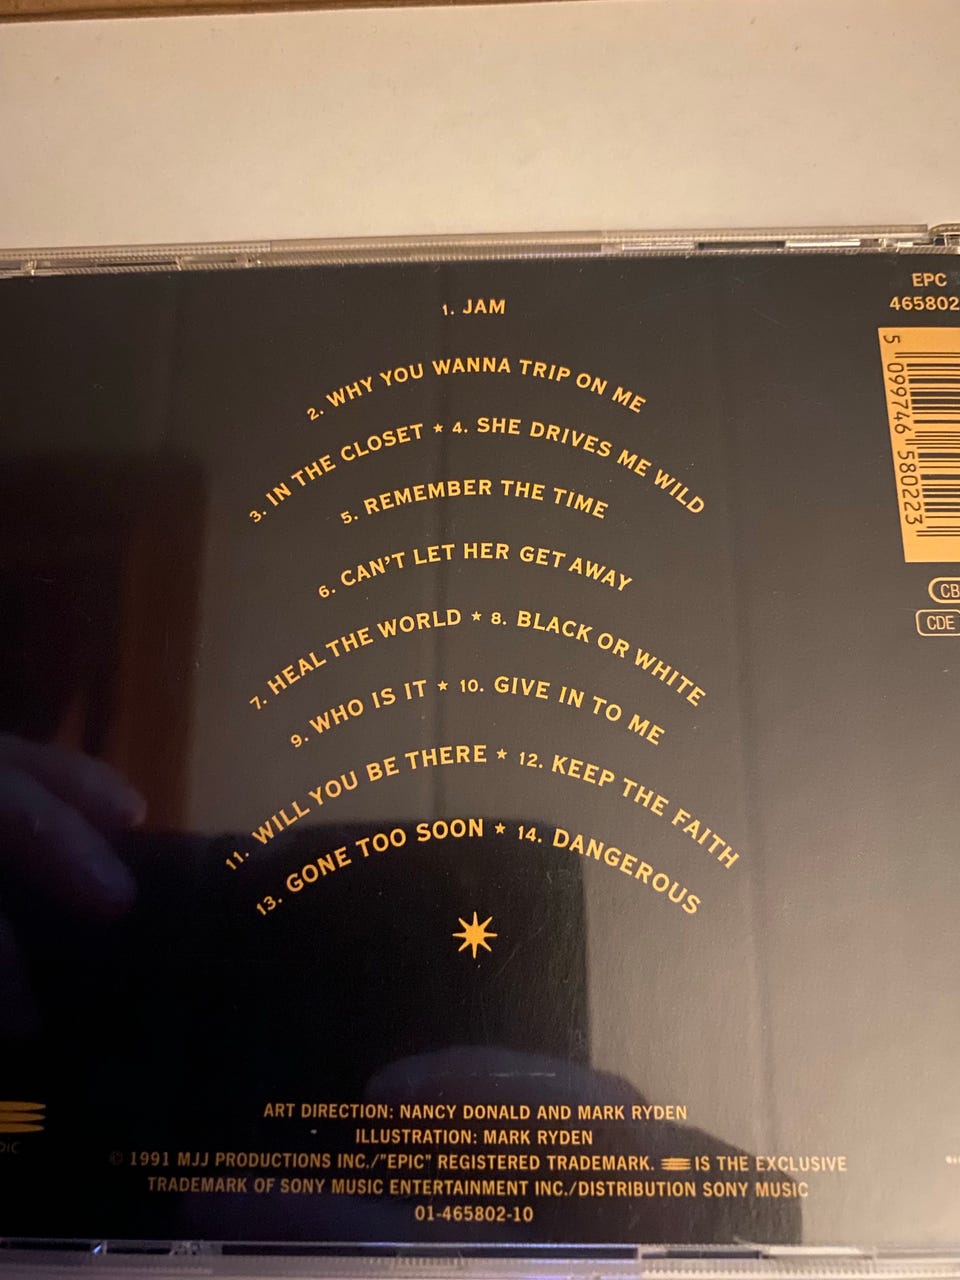 1. JAM
2. WHY YOU WANNA TRIP ON ME
3. IN THE CLOSET ★ 4. SHE DRIVES ME WILD
5. REMEMBER THE TIME
6. CAN'T LET HER GET AWAY
7. HEAL THE WORLD ★ 8. BLACK OR WHITE
9. WHO IS IT ★ 10. GIVE IN TO ME
11. WILL YOU BE THERE ★ 12. KEEP THE FAITH
13. GONE TOO SOON ★ 14. DANGEROUS
EPC
465802
5 099746 580223
CB
CDE
ART DIRECTION: NANCY DONALD AND MARK RYDEN
ILLUSTRATION: MARK RYDEN
© 1991 MJJ PRODUCTIONS INC./"EPIC" REGISTERED TRADEMARK. IS THE EXCLUSIVE
TRADEMARK OF SONY MUSIC ENTERTAINMENT INC./DISTRIBUTION SONY MUSIC
01-465802-10